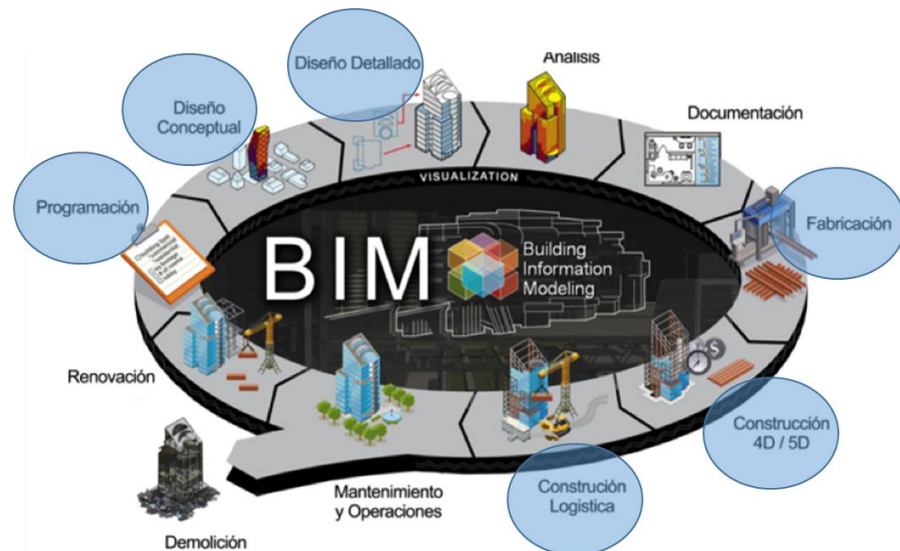 Diseño Detallado
Análisis
Diseño
Conceptual
Documentación
Programación
Fabricación
VISUALIZATION
BIM
Building
Information
Modeling
Renovación
Construcción
4D / 5D
Construción
Logistica
Mantenimiento
y Operaciones
Demolición